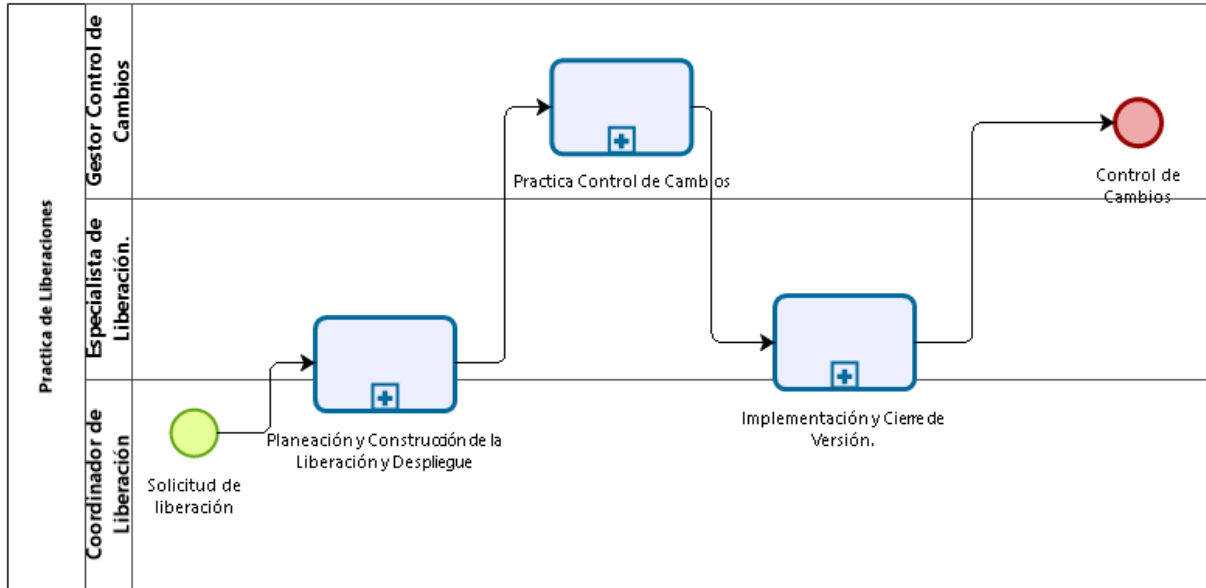 Practica de Liberaciones
Gestor Control de
Cambios
Especialista de
Liberación.
Coordinador de
Liberación
Solicitud de
liberación
Planeación y Construcción de la
Liberación y Despliegue
Practica Control de Cambios
Implementación y Cierre de
Versión.
Control de
Cambios